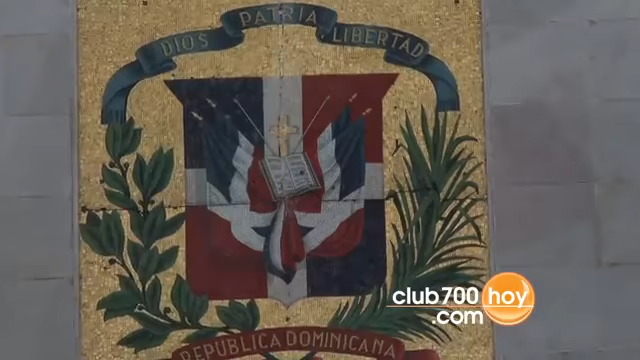 DIOS PATRIA LIBERTAD
REPUBLICA DOMINICANA
club700 hoy
.com